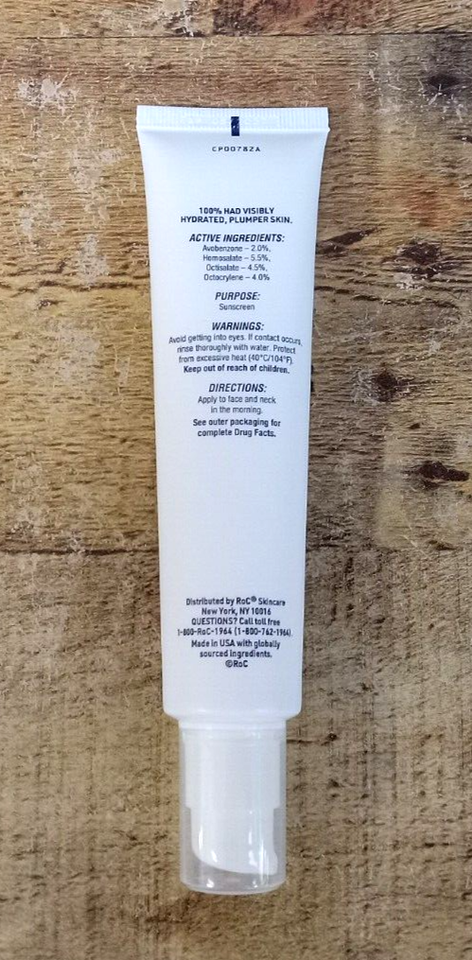 CP00782A
100% HAD VISIBLY
HYDRATED, PLUMPER SKIN.
ACTIVE INGREDIENTS:
Avobenzone – 2.0%,
Homosalate – 5.5%,
Octisalate – 4.5%,
Octocrylene – 4.0%
PURPOSE:
Sunscreen
WARNINGS:
Avoid getting into eyes. If contact occurs,
rinse thoroughly with water. Protect
from excessive heat (40°C/104°F).
Keep out of reach of children.
DIRECTIONS:
Apply to face and neck
in the morning.
See outer packaging for
complete Drug Facts.
Distributed by RoC® Skincare
New York, NY 10016
QUESTIONS? Call toll free
1-800-RoC-1964 (1-800-762-1964).
Made in USA with globally
sourced ingredients.
©RoC